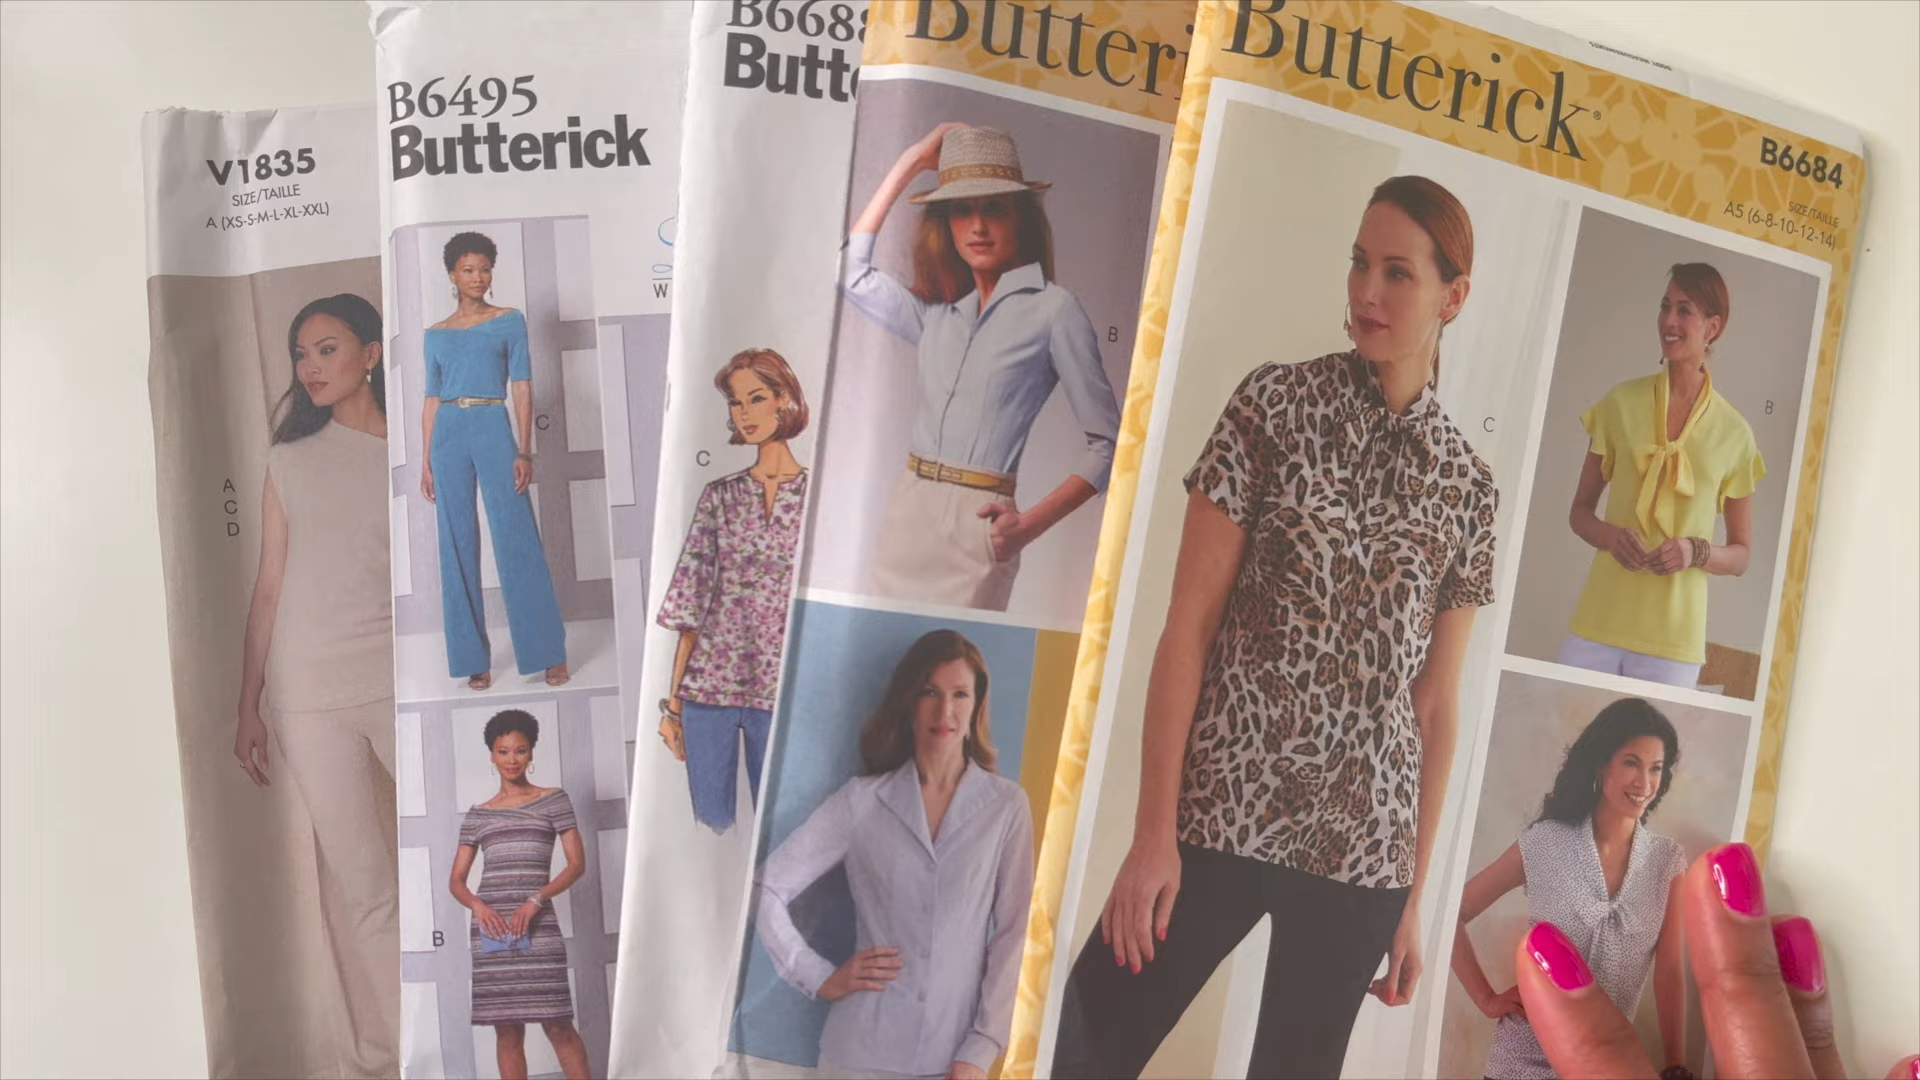 V1835
SIZE/TAILLE
A (XS-S-M-L-XL-XXL)
A
C
D
B6495
Butterick
C
B
W
B668
Butt
C
Butteri
B
Butterick®
B6684
SIZE/TAILLE
A5 (6-8-10-12-14)
C
B